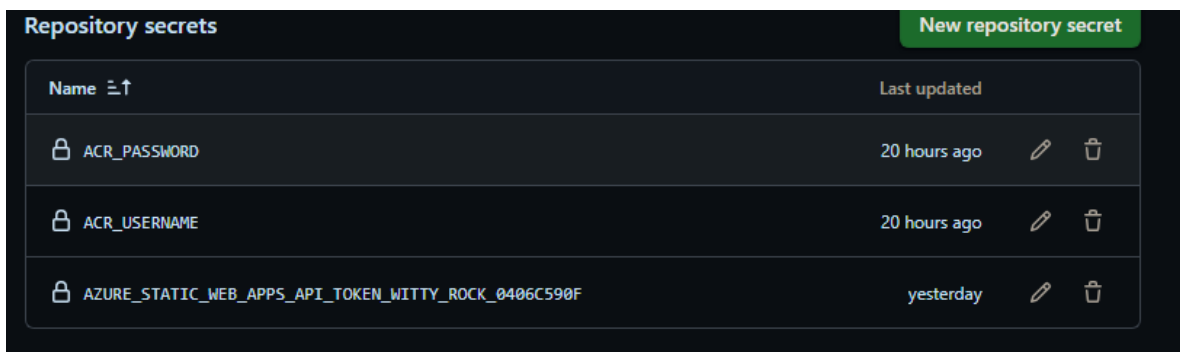 Repository secrets
New repository secret
Name
Last updated
ACR_PASSWORD
20 hours ago
ACR_USERNAME
20 hours ago
AZURE_STATIC_WEB_APPS_API_TOKEN_WITTY_ROCK_0406C590F
yesterday